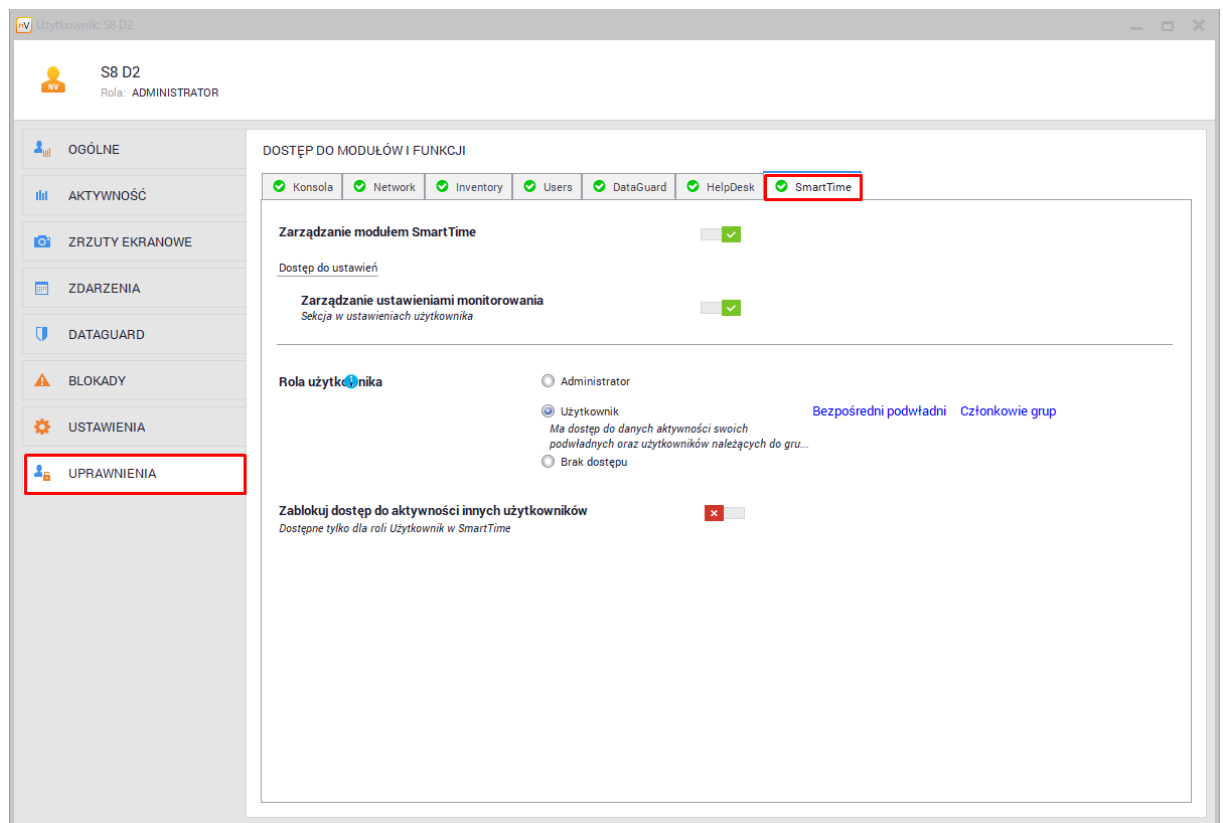 nV Użytkownik: S8 D2
S8 D2
NV
Rola: ADMINISTRATOR
OGÓLNE
AKTYWNOŚĆ
ZRZUTY EKRANOWE
ZDARZENIA
DATAGUARD
BLOKADY
USTAWIENIA
UPRAWNIENIA
DOSTĘP DO MODUŁÓW I FUNKCJI
Konsola Network Inventory Users DataGuard HelpDesk SmartTime
Zarządzanie modułem SmartTime
Dostęp do ustawień
Zarządzanie ustawieniami monitorowania
Sekcja w ustawieniach użytkownika
Rola użytkownika
Administrator
Użytkownik Bezpośredni podwładni Członkowie grup
Ma dostęp do danych aktywności swoich
podwładnych oraz użytkowników należących do gru...
Brak dostępu
Zablokuj dostęp do aktywności innych użytkowników
Dostępne tylko dla roli Użytkownik w SmartTime